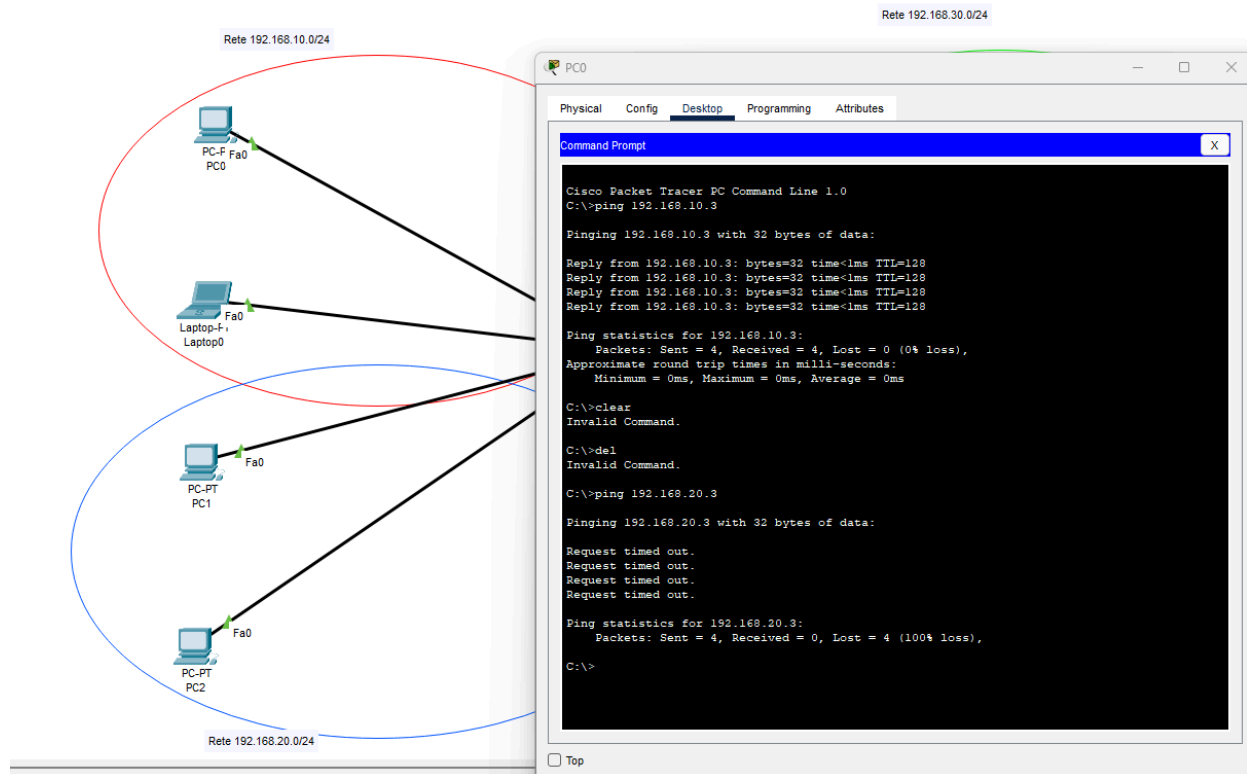 Rete 192.168.30.0/24
Rete 192.168.10.0/24
PC0
Physical Config Desktop Programming Attributes
Command Prompt
X
Cisco Packet Tracer PC Command Line 1.0
C:\>ping 192.168.10.3
Pinging 192.168.10.3 with 32 bytes of data:
Reply from 192.168.10.3: bytes=32 time<1ms TTL=128
Reply from 192.168.10.3: bytes=32 time<1ms TTL=128
Reply from 192.168.10.3: bytes=32 time<1ms TTL=128
Reply from 192.168.10.3: bytes=32 time<1ms TTL=128
Ping statistics for 192.168.10.3:
Packets: Sent = 4, Received = 4, Lost = 0 (0% loss),
Approximate round trip times in milli-seconds:
Minimum = 0ms, Maximum = 0ms, Average = 0ms
C:\>clear
Invalid Command.
C:\>del
Invalid Command.
C:\>ping 192.168.20.3
Pinging 192.168.20.3 with 32 bytes of data:
Request timed out.
Request timed out.
Request timed out.
Request timed out.
Ping statistics for 192.168.20.3:
Packets: Sent = 4, Received = 0, Lost = 4 (100% loss),
C:\>
Top
Fa0
PC0
Fa0
Laptop0
Fa0
PC-PT
PC1
Fa0
PC-PT
PC2
Rete 192.168.20.0/24